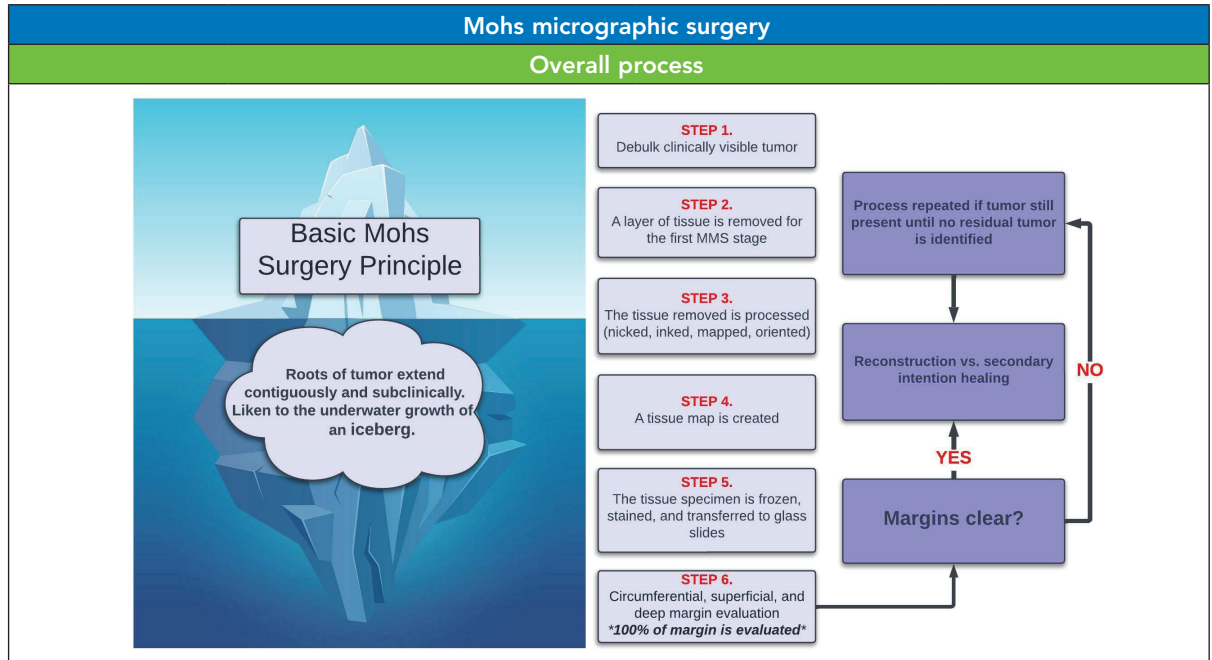 Mohs micrographic surgery
Overall process
Basic Mohs
Surgery Principle
Roots of tumor extend
contiguously and subclinically.
Liken to the underwater growth of
an iceberg.
STEP 1.
Debulk clinically visible tumor
STEP 2.
A layer of tissue is removed for
the first MMS stage
STEP 3.
The tissue removed is processed
(nicked, inked, mapped, oriented)
STEP 4.
A tissue map is created
STEP 5.
The tissue specimen is frozen,
stained, and transferred to glass
slides
STEP 6.
Circumferential, superficial, and
deep margin evaluation
*100% of margin is evaluated*
Process repeated if tumor still
present until no residual tumor
is identified
Reconstruction vs. secondary
intention healing
NO
YES
Margins clear?